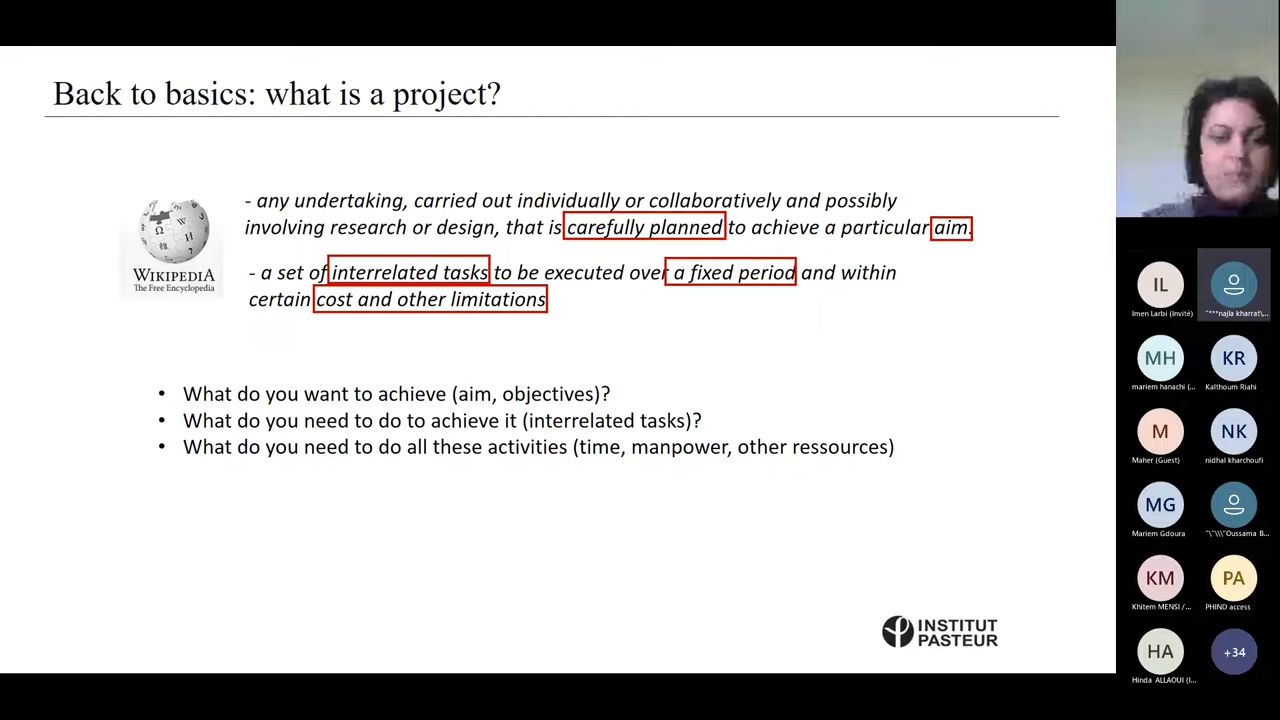 Back to basics: what is a project?
- any undertaking, carried out individually or collaboratively and possibly
involving research or design, that is carefully planned to achieve a particular aim.
WIKIPEDIA
The Free Encyclopedia
- a set of interrelated tasks to be executed over a fixed period and within
certain cost and other limitations
• What do you want to achieve (aim, objectives)?
• What do you need to do to achieve it (interrelated tasks)?
• What do you need to do all these activities (time, manpower, other ressources)
INSTITUT
PASTEUR
IL
Imen Larbi (Invité)
"***najla kharrat\...
MH
mariem hanachi (...
KR
Kalthoum Riahi
M
Maher (Guest)
NK
nidhal kharchoufi
MG
Mariem Gdoura
"\"\\\"Oussama B...
KM
Khitem MENSI /...
PA
PHIND access
HA
Hinda ALLAOUI (I...
+34